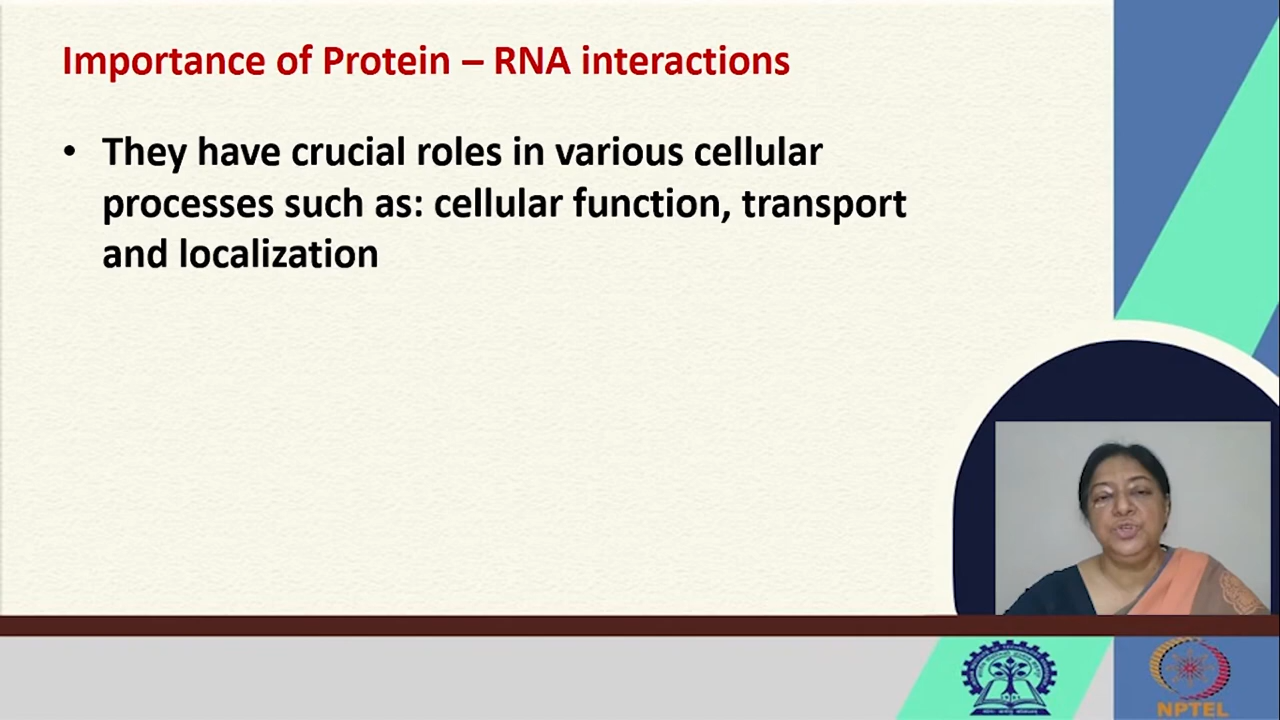 Importance of Protein – RNA interactions
• They have crucial roles in various cellular
processes such as: cellular function, transport
and localization
NPTEL